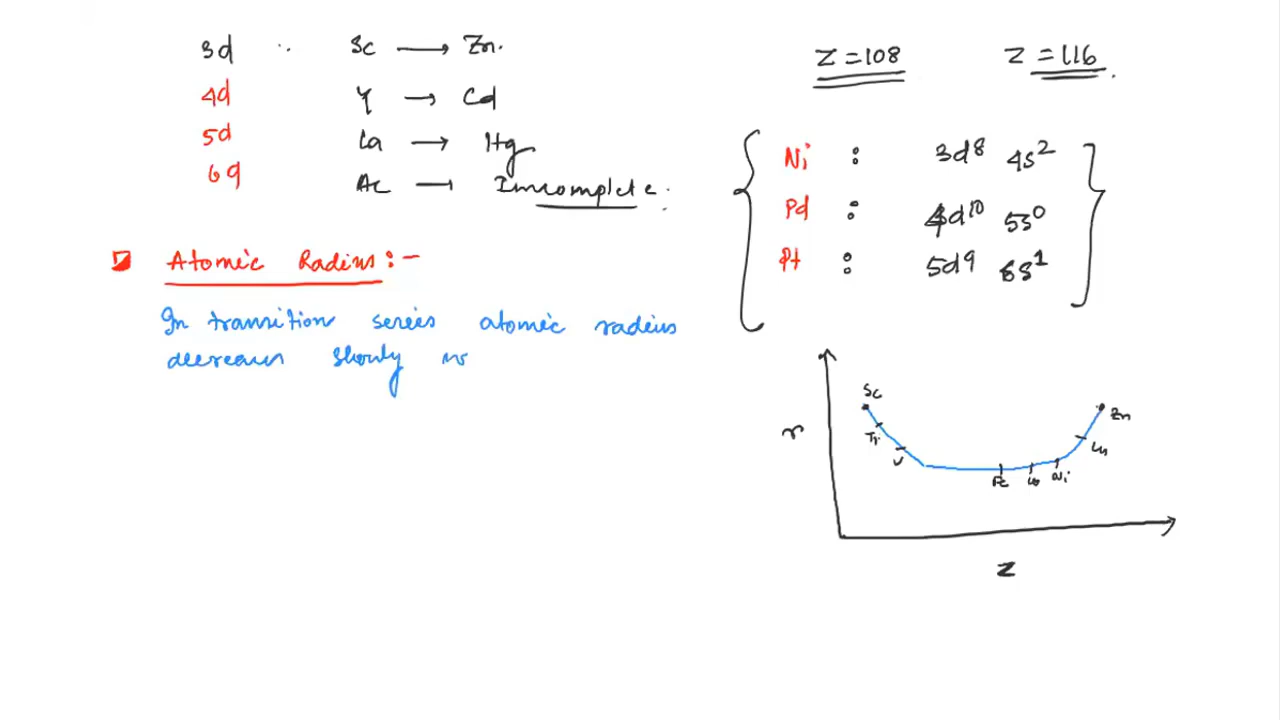 3d : Sc → Zn.
4d Y → Cd
5d La → Hg
6d Ac → Incomplete.
Atomic Radius :-
In transition series atomic radius
decreases slowly
Z = 108 Z = 116
Ni : 3d8 4s2
Pd : 4d10 5s0
Pt : 5d9 6s1
r
Sc
Ti
V
Fe
Co
Ni
Cu
Zn
Z